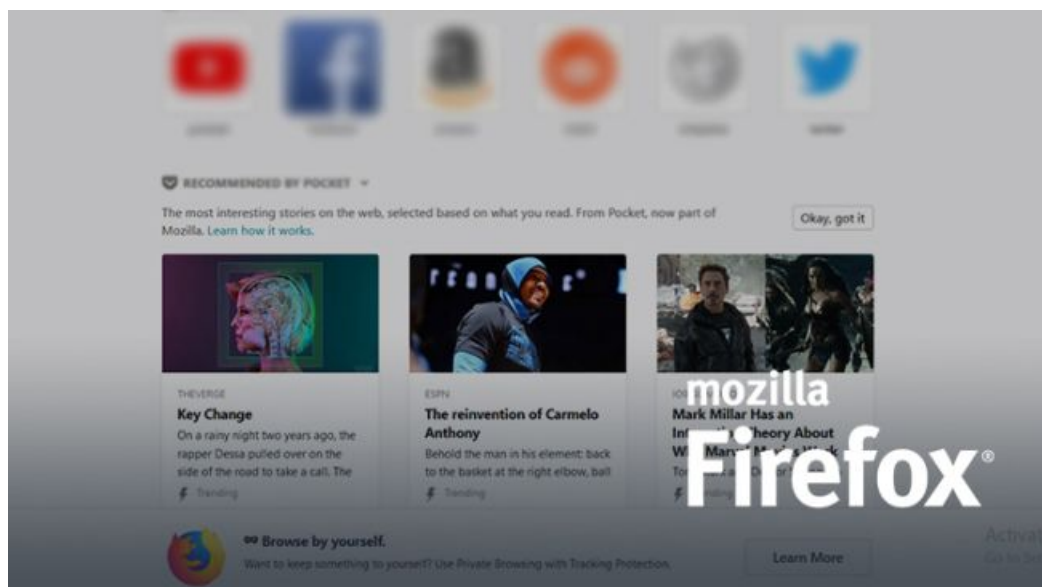 RECOMMENDED BY POCKET
The most interesting stories on the web, selected based on what you read. From Pocket, now part of
Mozilla. Learn how it works.
Okay, got it
THEVERGE
Key Change
On a rainy night two years ago, the
rapper Dessa pulled over on the
side of the road to take a call. The
Trending
ESPN
The reinvention of Carmelo
Anthony
Behold the man in his element: back
to the basket at the right elbow, ball
Trending
Mark Millar Has an
Theory About
mozilla
Firefox®
Browse by yourself.
Want to keep something to yourself? Use Private Browsing with Tracking Protection.
Learn More